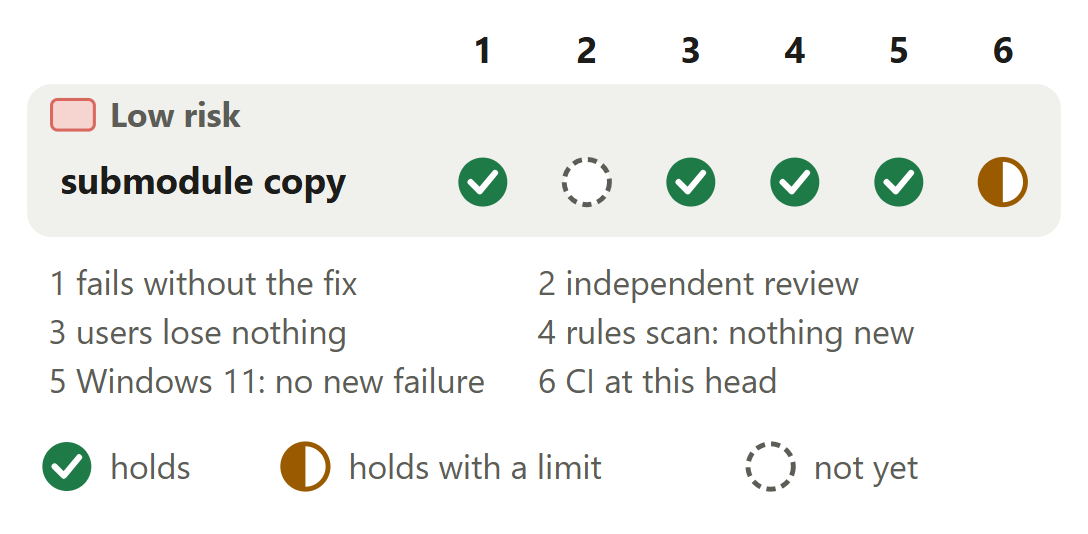 1 2 3 4 5 6
Low risk
submodule copy
1 fails without the fix 2 independent review
3 users lose nothing 4 rules scan: nothing new
5 Windows 11: no new failure 6 CI at this head
holds holds with a limit not yet